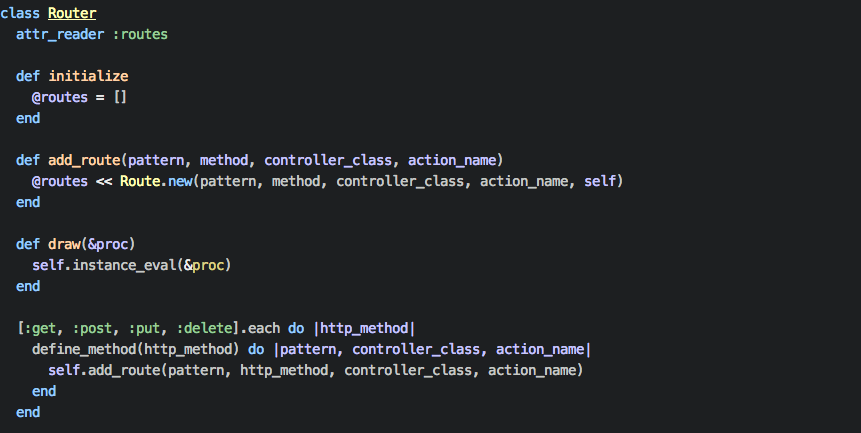 class Router
  attr_reader :routes

  def initialize
    @routes = []
  end

  def add_route(pattern, method, controller_class, action_name)
    @routes << Route.new(pattern, method, controller_class, action_name, self)
  end

  def draw(&proc)
    self.instance_eval(&proc)
  end

  [:get, :post, :put, :delete].each do |http_method|
    define_method(http_method) do |pattern, controller_class, action_name|
      self.add_route(pattern, http_method, controller_class, action_name)
    end
  end